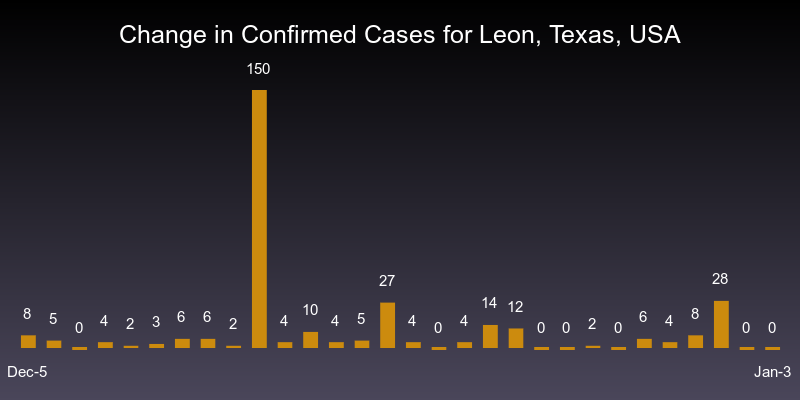 Change in Confirmed Cases for Leon, Texas, USA
150
8 5 0 4 2 3 6 6 2 4 10 4 5 27 4 0 4 14 12 0 0 2 0 6 4 8 28 0 0
Dec-5 Jan-3